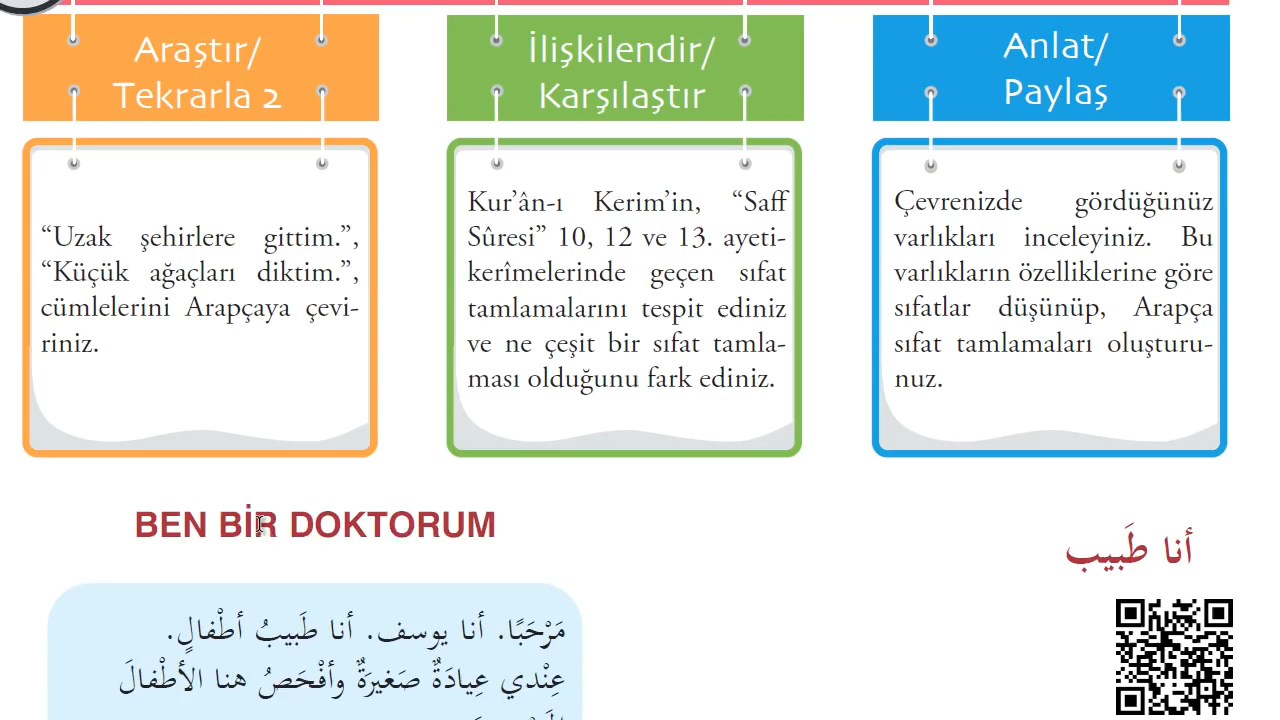 Araştır/
Tekrarla 2
“Uzak şehirlere gittim.”,
“Küçük ağaçları diktim.”,
cümlelerini Arapçaya çevi-
riniz.
İlişkilendir/
Karşılaştır
Kur’ân-ı Kerim’in, “Saff
Sûresi” 10, 12 ve 13. ayeti-
kerîmelerinde geçen sıfat
tamlamalarını tespit ediniz
ve ne çeşit bir sıfat tamla-
ması olduğunu fark ediniz.
Anlat/
Paylaş
Çevrenizde gördüğünüz
varlıkları inceleyiniz. Bu
varlıkların özelliklerine göre
sıfatlar düşünüp, Arapça
sıfat tamlamaları oluşturu-
nuz.
BEN BİR DOKTORUM
أنا طَبيب
مَرْحَبًا. أنا يوسف. أنا طَبيبُ أطْفالٍ.
عِنْدي عِيادَةٌ صَغيرَةٌ وأفْحَصُ هنا الأطْفالَ